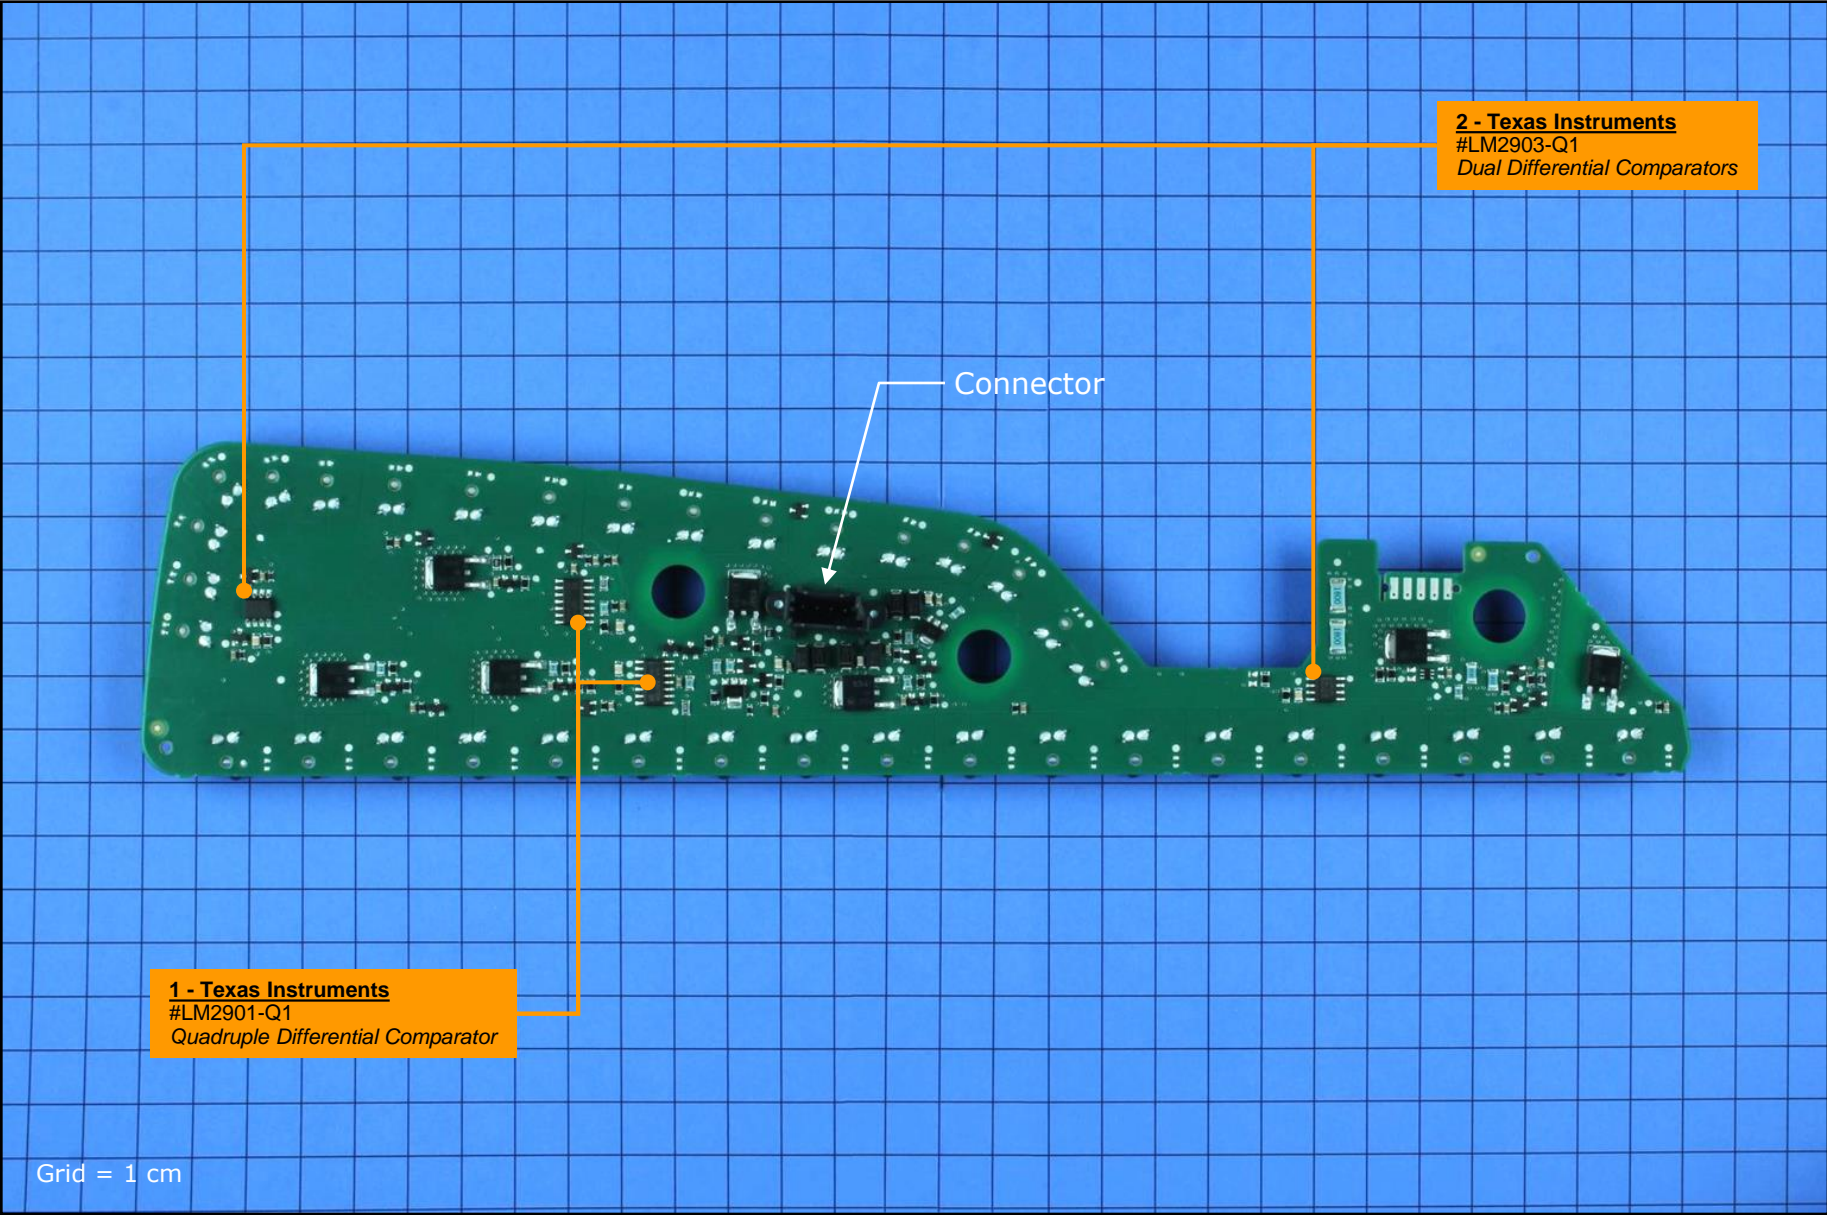 2 - Texas Instruments
#LM2903-Q1
Dual Differential Comparators
Connector
1 - Texas Instruments
#LM2901-Q1
Quadruple Differential Comparator
Grid = 1 cm